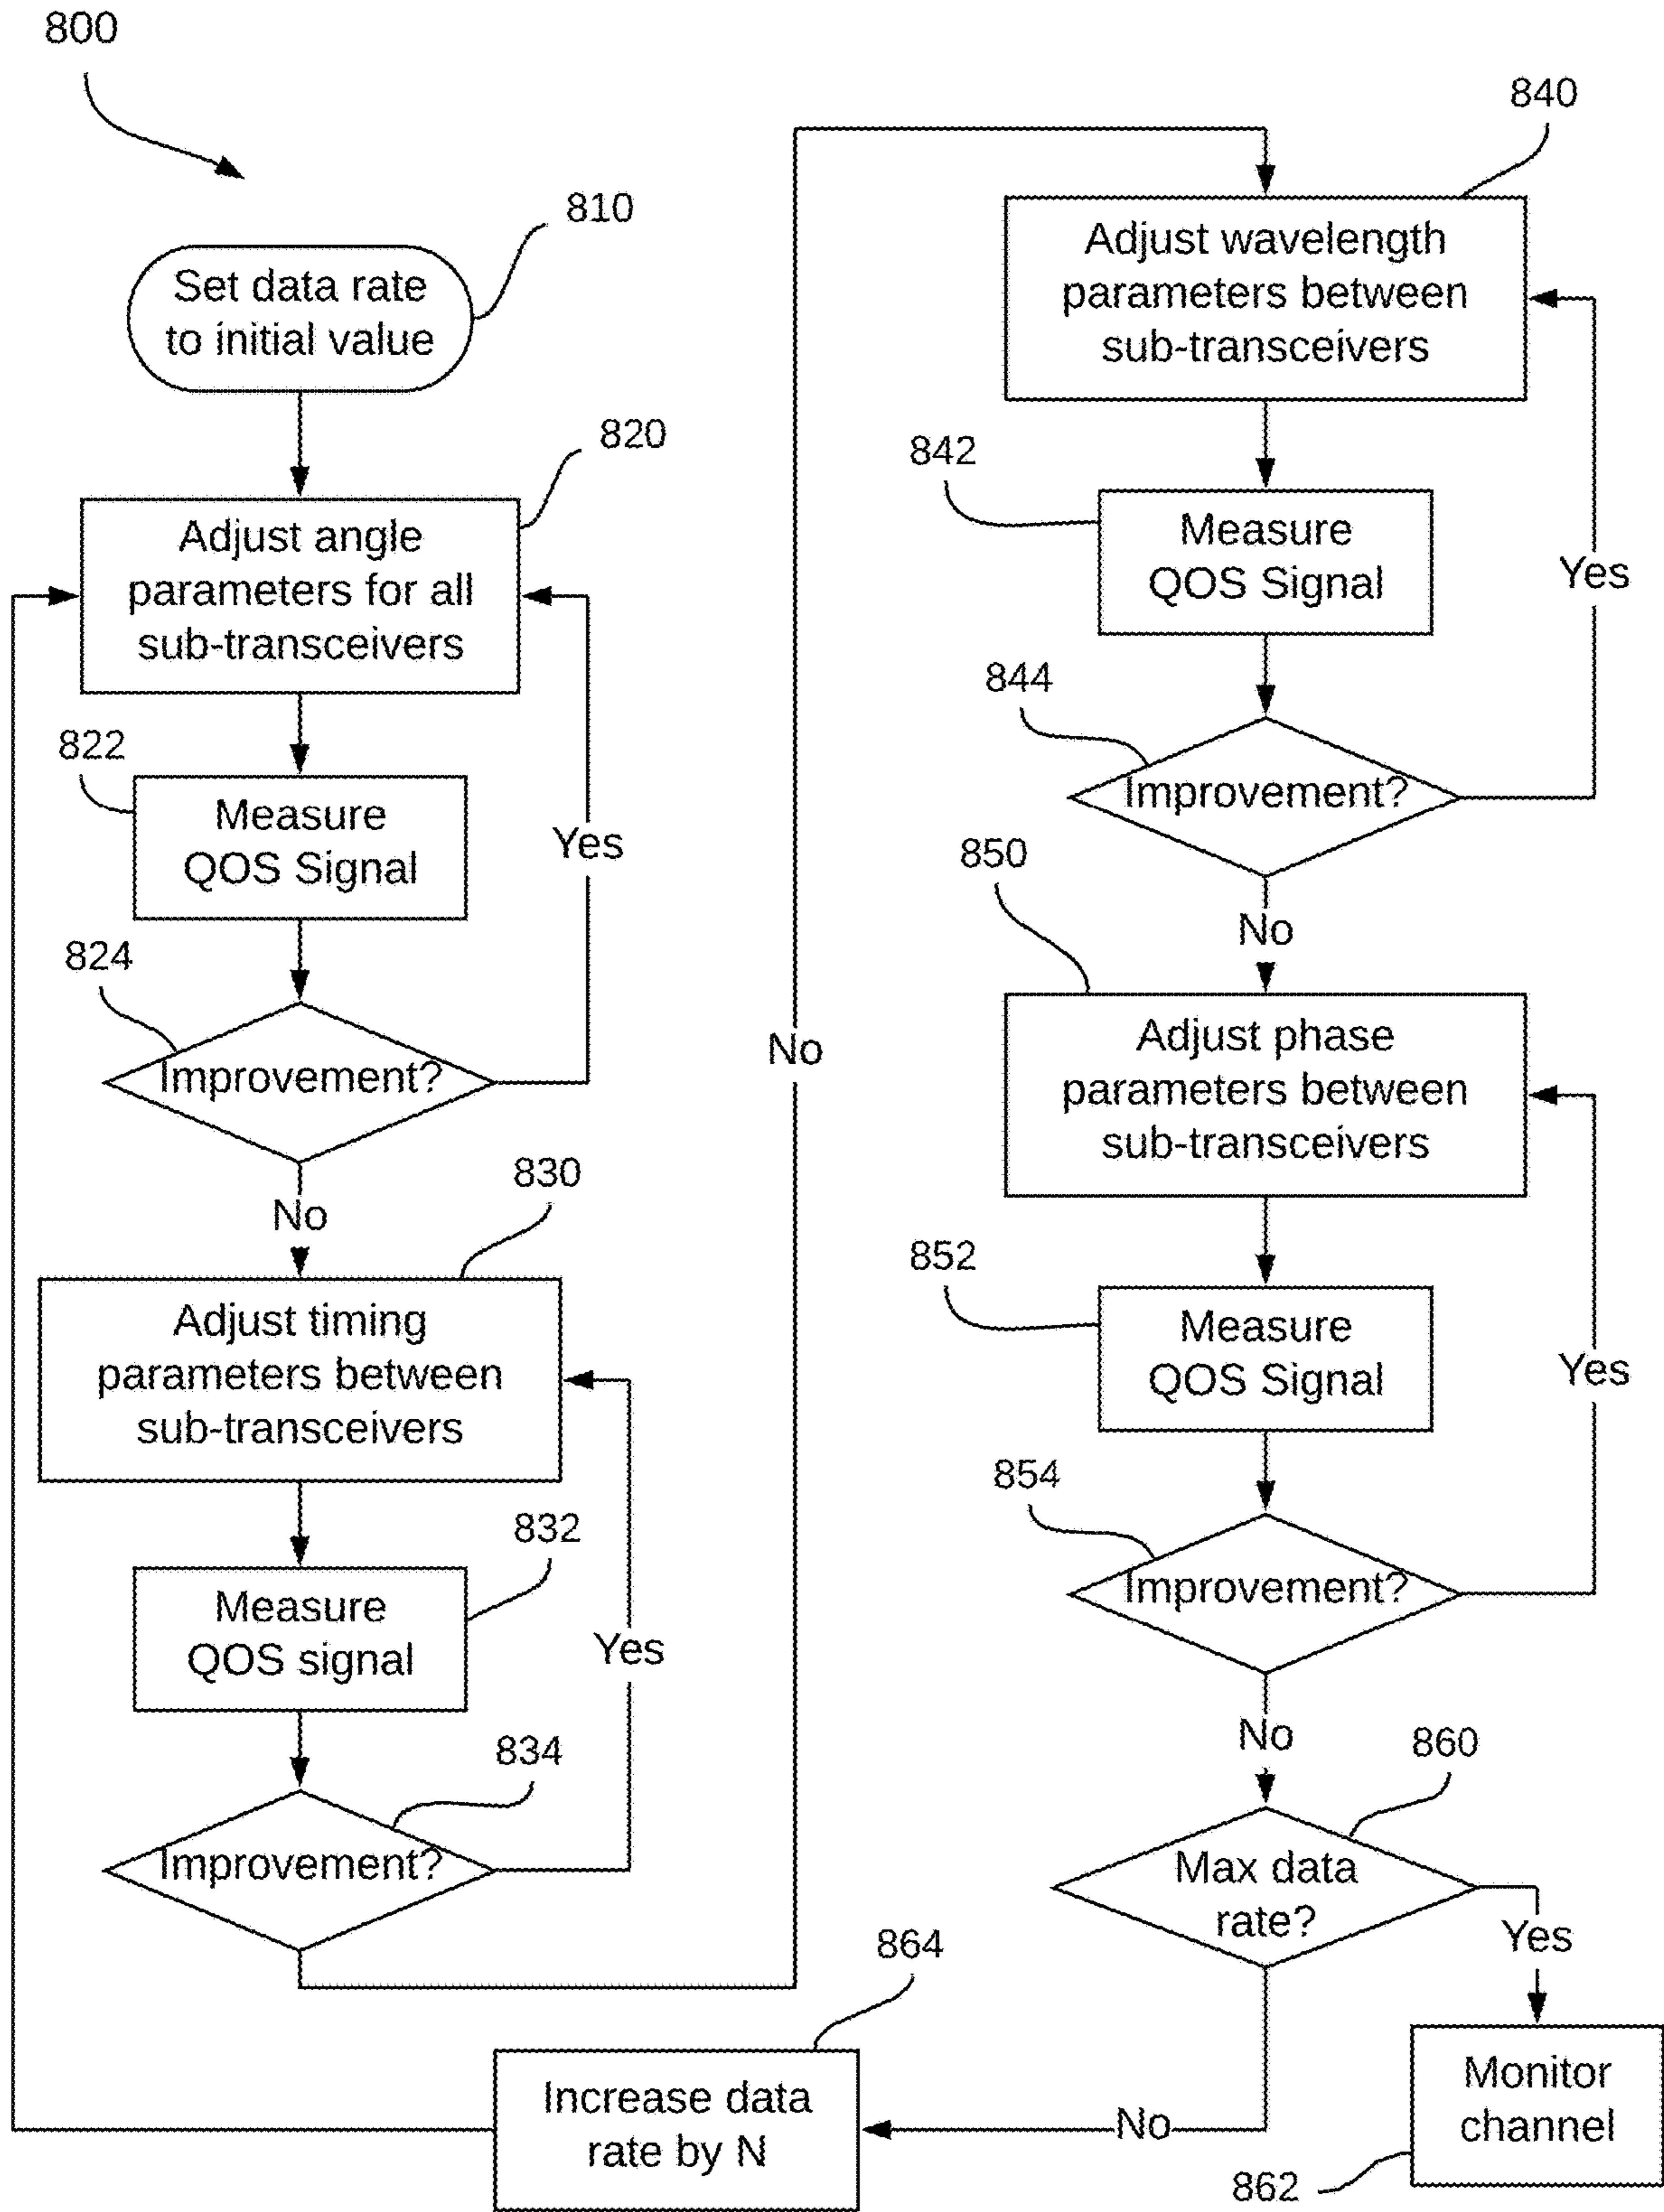 800
810
Set data rate
to initial value
820
Adjust angle
parameters for all
sub-transceivers
822
Measure
QOS Signal
Yes
824
Improvement?
No
830
Adjust timing
parameters between
sub-transceivers
832
Measure
QOS signal
Yes
834
Improvement?
No
840
Adjust wavelength
parameters between
sub-transceivers
842
Measure
QOS Signal
Yes
844
Improvement?
No
850
Adjust phase
parameters between
sub-transceivers
852
Measure
QOS Signal
Yes
854
Improvement?
No
860
Max data
rate?
Yes
Monitor
channel
862
No
864
Increase data
rate by N